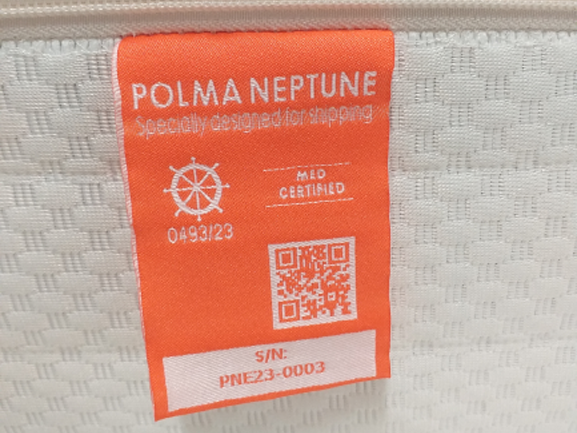 POLMA NEPTUNE
Specially designed for shipping
MED
CERTIFIED
0493/23
S/N:
PNE23-0003